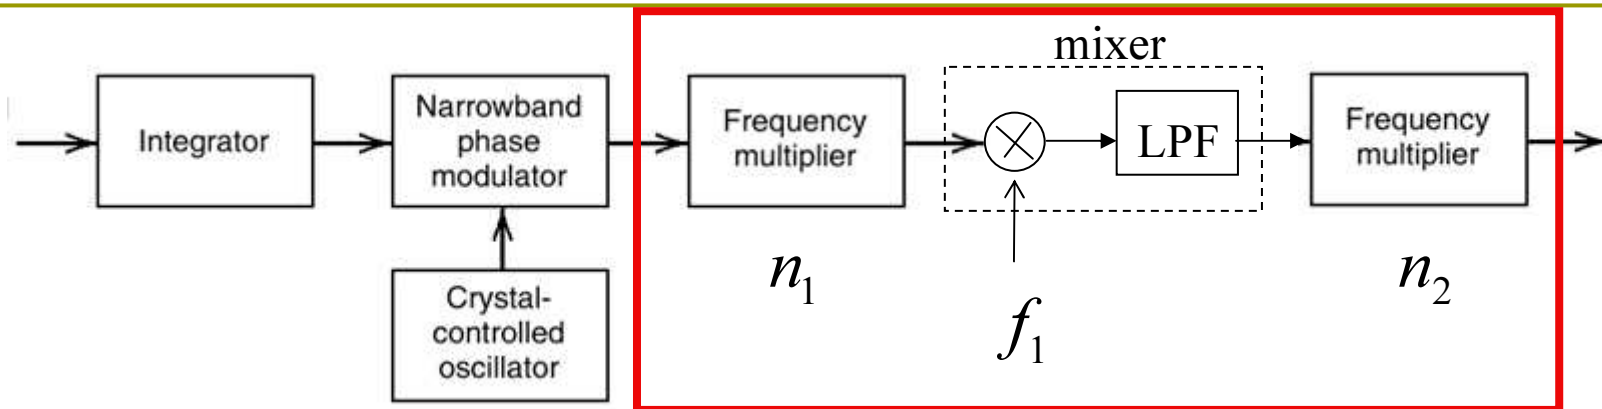 mixer
Integrator
Narrowband
phase
modulator
Frequency
multiplier
LPF
Frequency
multiplier
n₁
n₂
f₁
Crystal-
controlled
oscillator